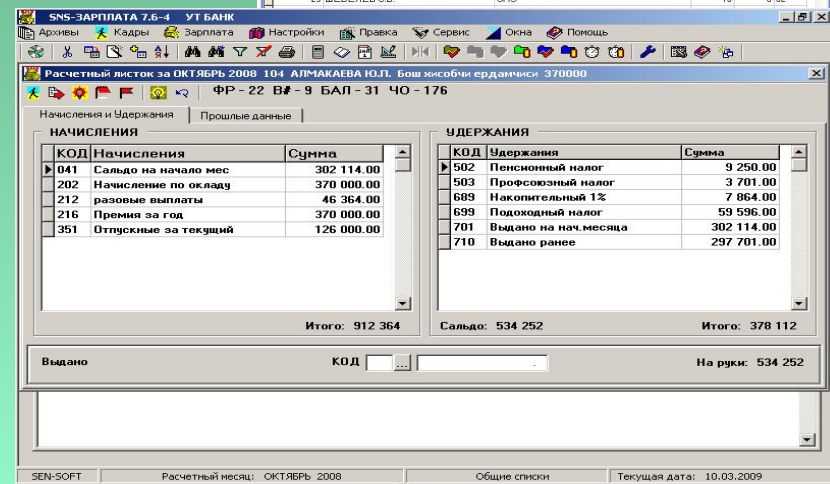 SNS-ЗАРПЛАТА 7.6-4 УТ БАНК
Архивы Кадры Зарплата Настройки Правка Сервис Окна Помощь
Расчетный листок за ОКТЯБРЬ 2008 104 АЛМАКАЕВА Ю.П. Бош хисобчи ердамчиси 370000
ФР - 22 В# - 9 БАЛ - 31 ЧО - 176
Начисления и Удержания Прошлые данные
НАЧИСЛЕНИЯ УДЕРЖАНИЯ
КОД Начисления Сумма КОД Удержания Сумма
041 Сальдо на начало мес 302 114.00 502 Пенсионный налог 9 250.00
202 Начисление по окладу 370 000.00 503 Профсоюзный налог 3 701.00
212 разовые выплаты 46 364.00 689 Накопительный 1% 7 864.00
216 Премия за год 370 000.00 699 Подоходный налог 59 596.00
351 Отпускные за текущий 126 000.00 701 Выдано на нач.месяца 302 114.00
710 Выдано ранее 297 701.00
Итого: 912 364 Сальдо: 534 252 Итого: 378 112
Выдано КОД ... На руки: 534 252
SEN-SOFT Расчетный месяц: ОКТЯБРЬ 2008 Общие списки Текущая дата: 10.03.2009